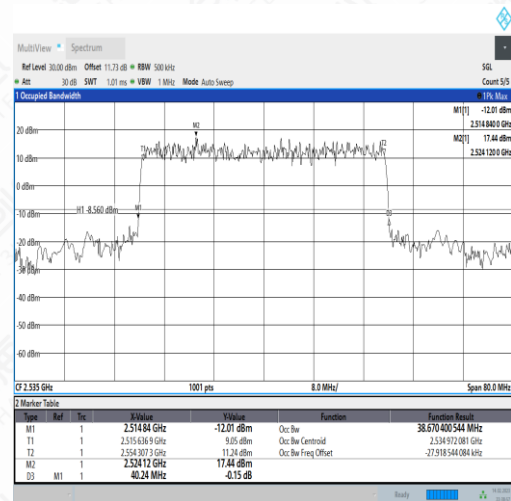 MultiView Spectrum
Ref Level 30.00 dBm Offset 11.73 dB RBW 500 kHz SGL
Att 30 dB SWT 1.01 ms VBW 1 MHz Mode Auto Sweep Count 5/5
1 Occupied Bandwidth 1Pk Max
M1[1] -12.01 dBm
2.514 840 0 GHz
M2[1] 17.44 dBm
2.524 120 0 GHz
20 dBm
M2
T1
T2
10 dBm
0 dBm
H1 -8.560 dBm
M1
-10 dBm
D3
-20 dBm
-30 dBm
-40 dBm
-50 dBm
-60 dBm
CF 2.535 GHz 1001 pts 8.0 MHz/ Span 80.0 MHz
2 Marker Table
Type Ref Trc X-Value Y-Value Function Function Result
M1 1 2.514 84 GHz -12.01 dBm Occ Bw 38.670 400 544 MHz
T1 1 2.515 636 9 GHz 9.05 dBm Occ Bw Centroid 2.534 972 081 GHz
T2 1 2.554 307 3 GHz 11.24 dBm Occ Bw Freq Offset -27.918 544 084 kHz
M2 1 2.524 12 GHz 17.44 dBm
D3 M1 1 40.24 MHz -0.15 dB
Ready